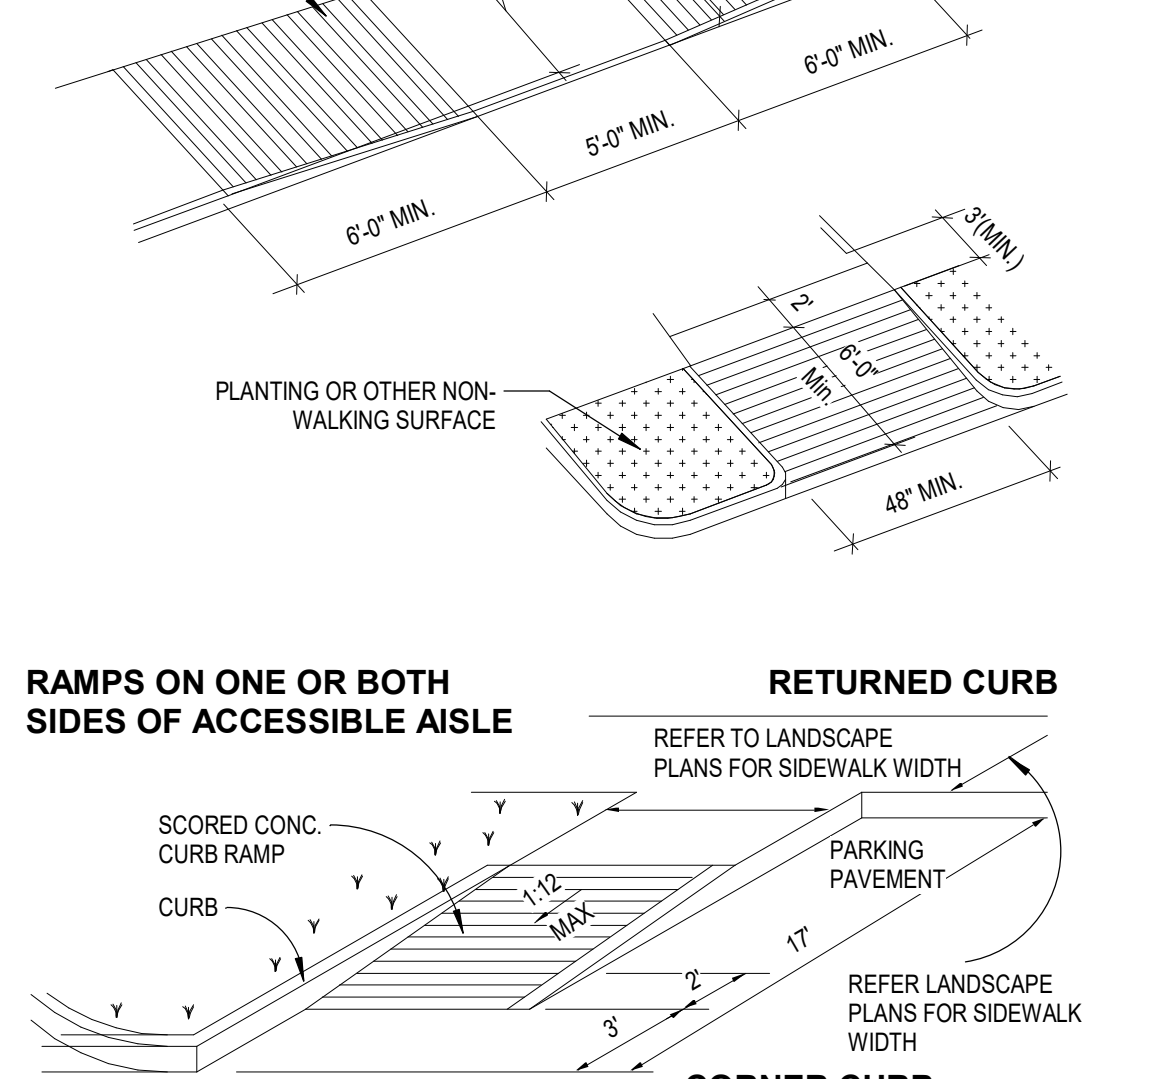 6'-0" MIN.
5'-0" MIN.
6'-0" MIN.
3'(MIN.)
2'
6'-0"
Min.
PLANTING OR OTHER NON-
WALKING SURFACE
48" MIN.
RAMPS ON ONE OR BOTH
SIDES OF ACCESSIBLE AISLE
RETURNED CURB
REFER TO LANDSCAPE
PLANS FOR SIDEWALK WIDTH
SCORED CONC.
CURB RAMP
CURB
1:12
MAX
PARKING
PAVEMENT
17'
2'
3'
REFER LANDSCAPE
PLANS FOR SIDEWALK
WIDTH
CORNER CURB